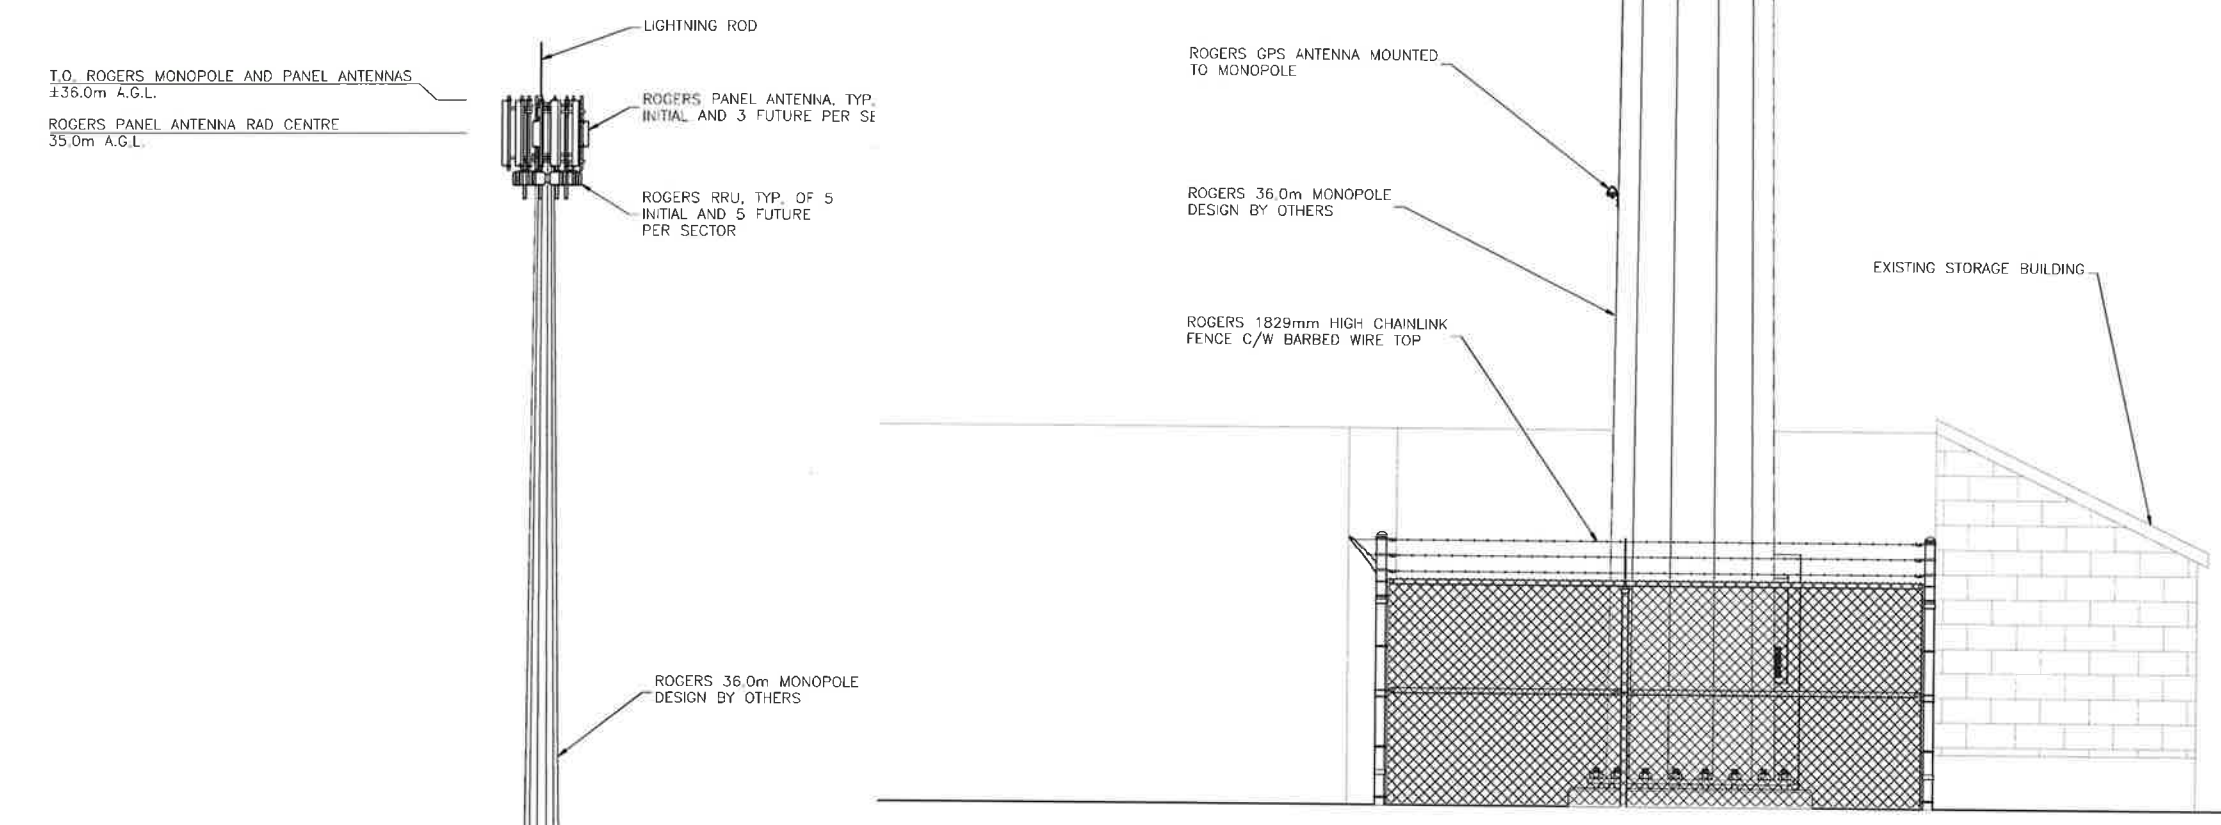 LIGHTNING ROD
T.O. ROGERS MONOPOLE AND PANEL ANTENNAS
±36.0m A.G.L.
ROGERS PANEL ANTENNA, TYP.
INITIAL AND 3 FUTURE PER SE
ROGERS PANEL ANTENNA RAD CENTRE
35.0m A.G.L.
ROGERS RRU, TYP. OF 5
INITIAL AND 5 FUTURE
PER SECTOR
ROGERS 36.0m MONOPOLE
DESIGN BY OTHERS
ROGERS GPS ANTENNA MOUNTED
TO MONOPOLE
ROGERS 36.0m MONOPOLE
DESIGN BY OTHERS
EXISTING STORAGE BUILDING
ROGERS 1829mm HIGH CHAINLINK
FENCE C/W BARBED WIRE TOP